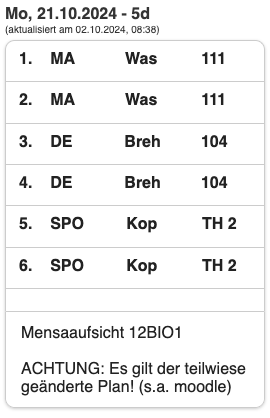 Mo, 21.10.2024 - 5d
(aktualisiert am 02.10.2024, 08:38)
1. MA Was 111
2. MA Was 111
3. DE Breh 104
4. DE Breh 104
5. SPO Kop TH 2
6. SPO Kop TH 2
Mensaaufsicht 12BIO1
ACHTUNG: Es gilt der teilwiese
geänderte Plan! (s.a. moodle)